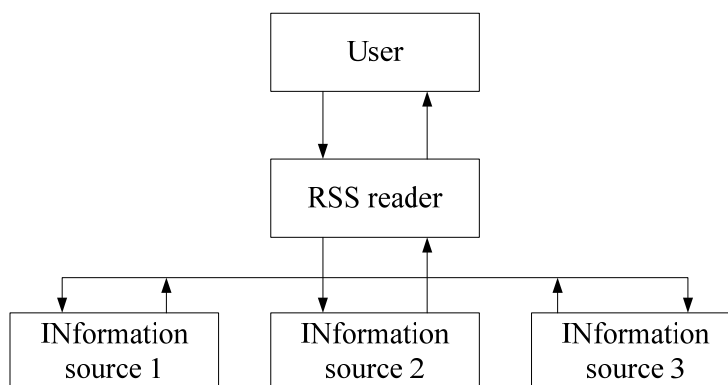 User
RSS reader
INformation
source 1
INformation
source 2
INformation
source 3